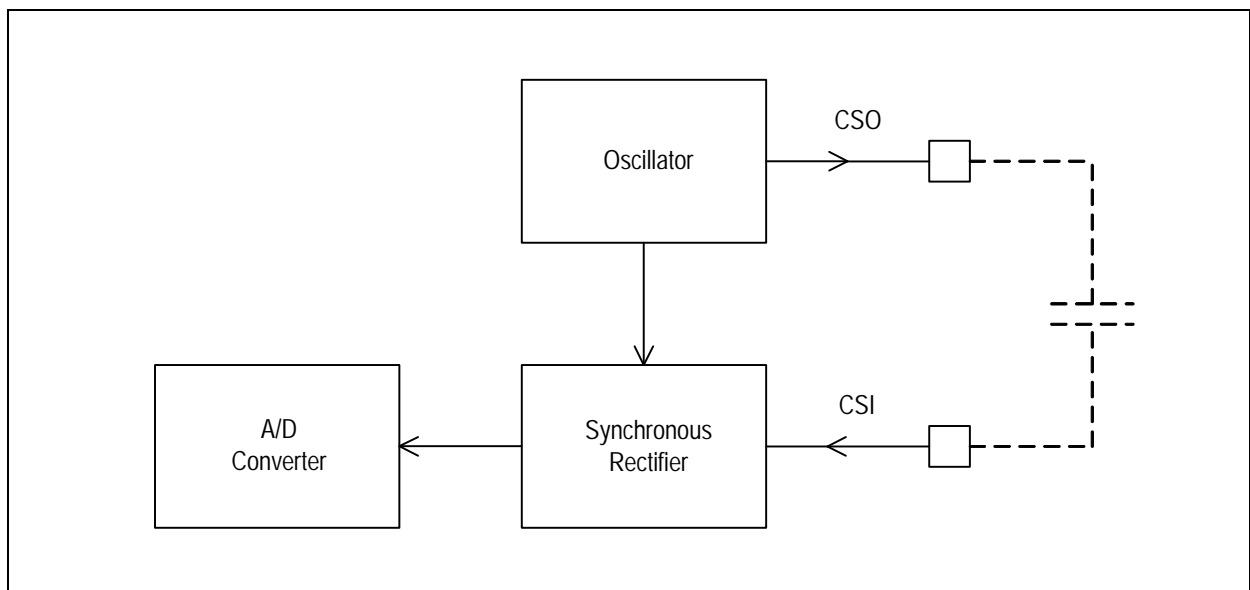 CSO
Oscillator
CSI
A/D
Converter
Synchronous
Rectifier